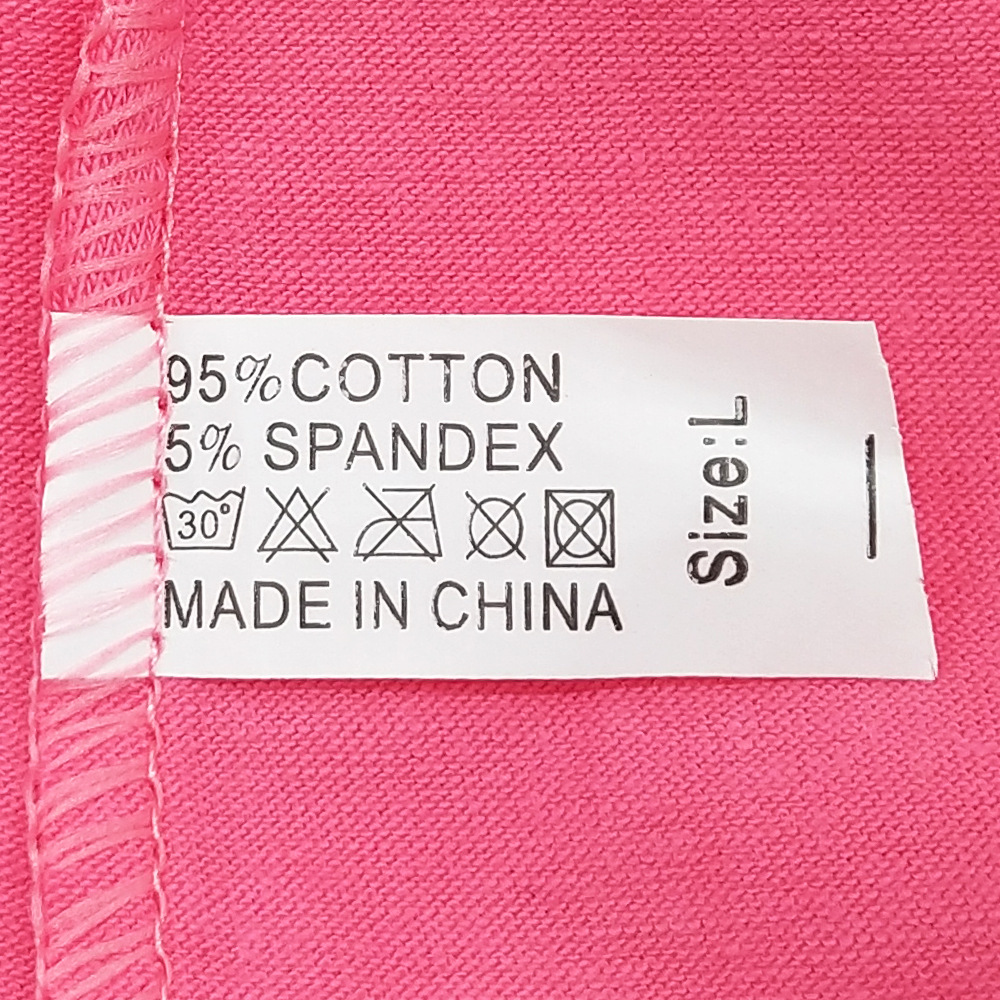 95%COTTON
5% SPANDEX
30°
MADE IN CHINA
Size:L